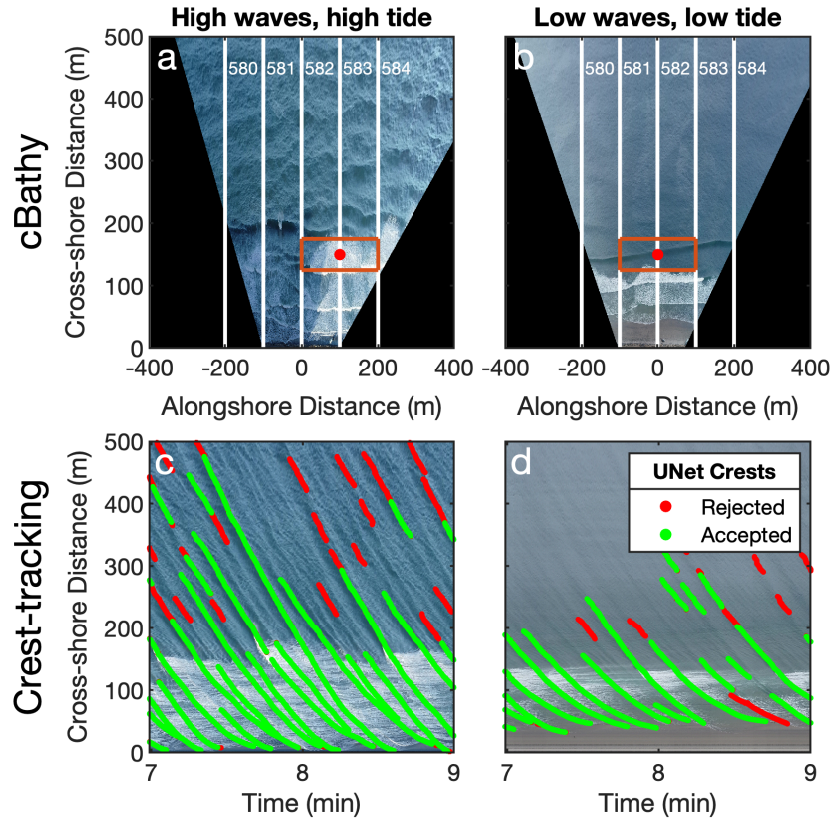 High waves, high tide
Low waves, low tide
cBathy
Cross-shore Distance (m)
500
400
300
200
100
0
a
580 581 582 583 584
b
580 581 582 583 584
-400 -200 0 200 400
-400 -200 0 200 400
Alongshore Distance (m)
Alongshore Distance (m)
Crest-tracking
Cross-shore Distance (m)
500
400
300
200
100
0
c
d
UNet Crests
Rejected
Accepted
7 8 9
7 8 9
Time (min)
Time (min)